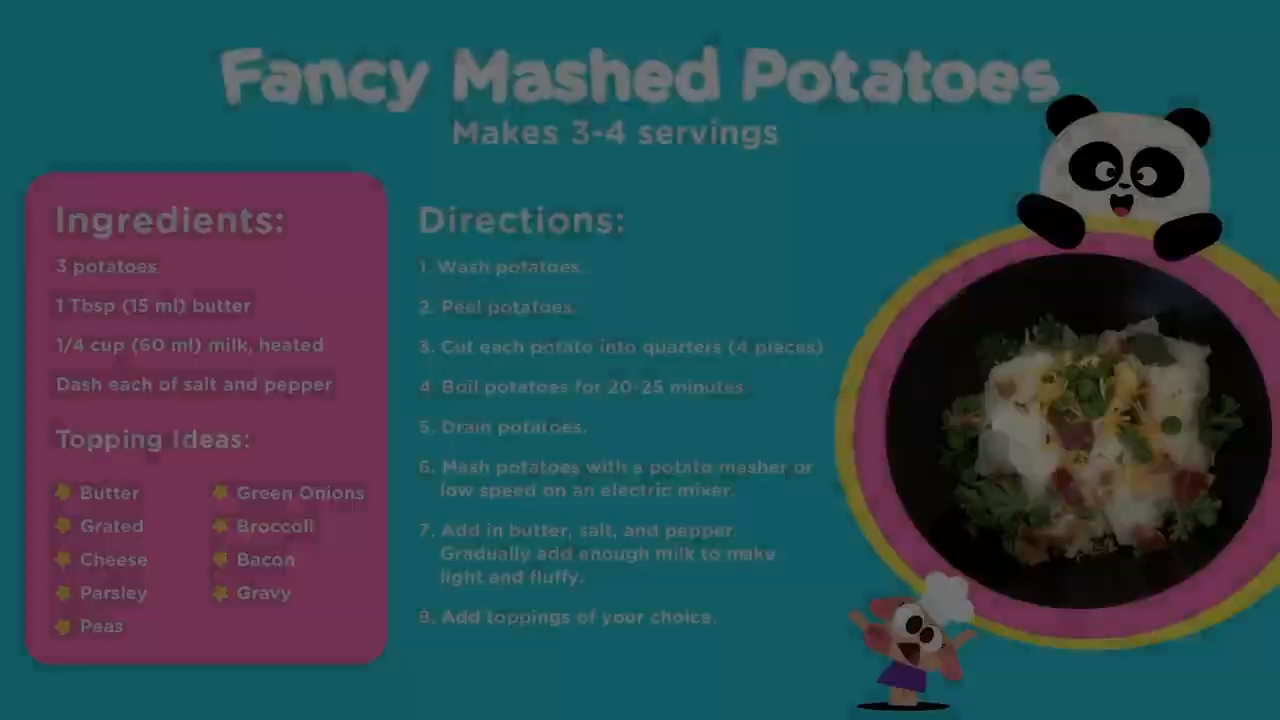 Fancy Mashed Potatoes
Makes 3-4 servings
Ingredients:
3 potatoes
1 Tbsp (15 ml) butter
1/4 cup (60 ml) milk, heated
Dash each of salt and pepper
Topping Ideas:
Butter
Grated
Cheese
Parsley
Peas
Green Onions
Broccoli
Bacon
Gravy
Directions:
1. Wash potatoes.
2. Peel potatoes.
3. Cut each potato into quarters (4 pieces)
4. Boil potatoes for 20-25 minutes.
5. Drain potatoes.
6. Mash potatoes with a potato masher or
low speed on an electric mixer.
7. Add in butter, salt, and pepper.
Gradually add enough milk to make
light and fluffy.
8. Add toppings of your choice.